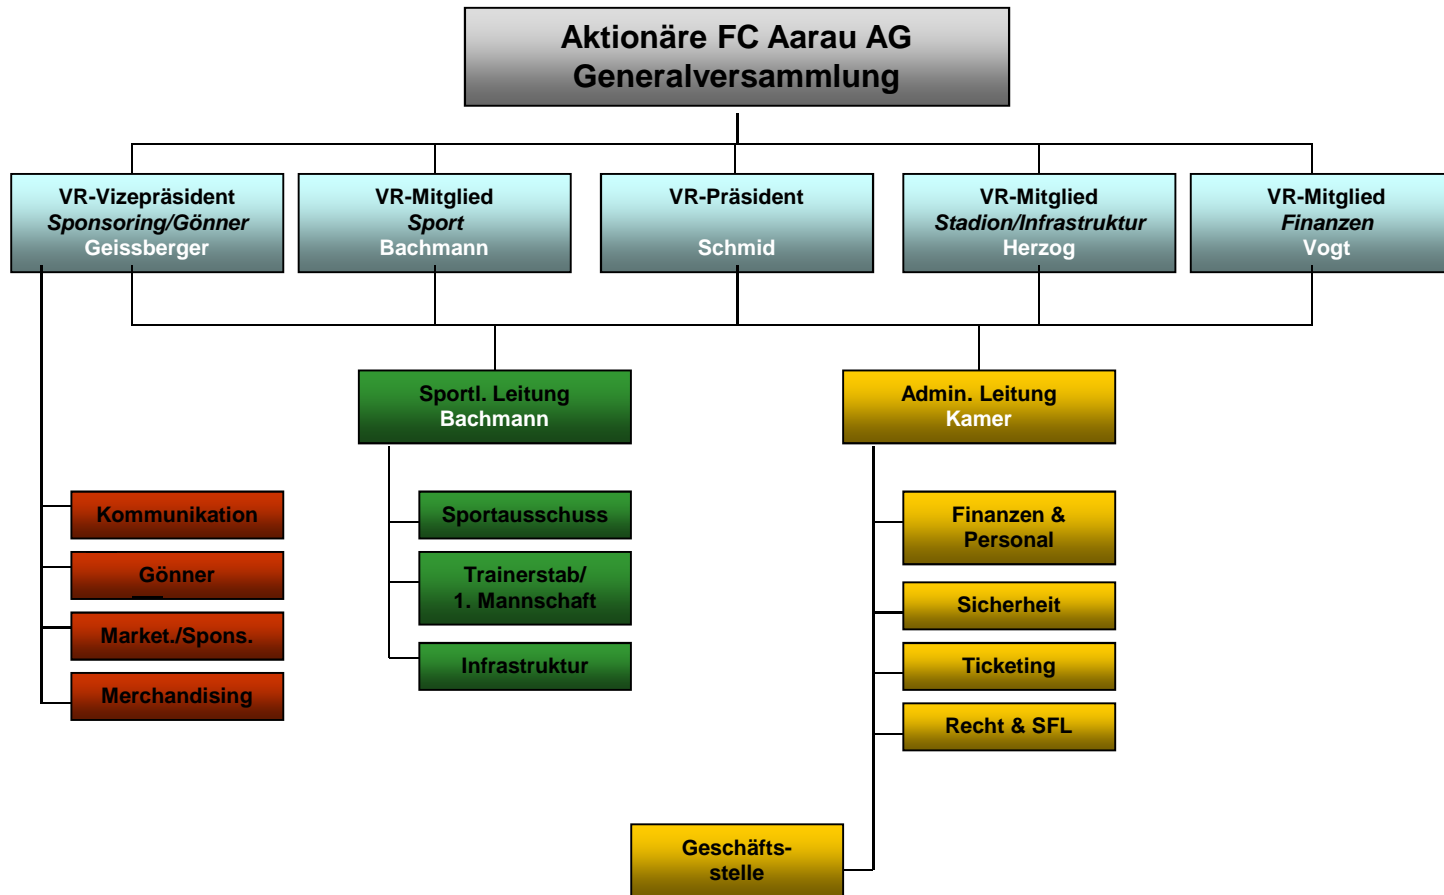 Aktionäre FC Aarau AG
Generalversammlung
VR-Vizepräsident
Sponsoring/Gönner
Geissberger
VR-Mitglied
Sport
Bachmann
VR-Präsident
Schmid
VR-Mitglied
Stadion/Infrastruktur
Herzog
VR-Mitglied
Finanzen
Vogt
Sportl. Leitung
Bachmann
Admin. Leitung
Kamer
Kommunikation
Gönner
Market./Spons.
Merchandising
Sportausschuss
Trainerstab/
1. Mannschaft
Infrastruktur
Finanzen &
Personal
Sicherheit
Ticketing
Recht & SFL
Geschäfts-
stelle